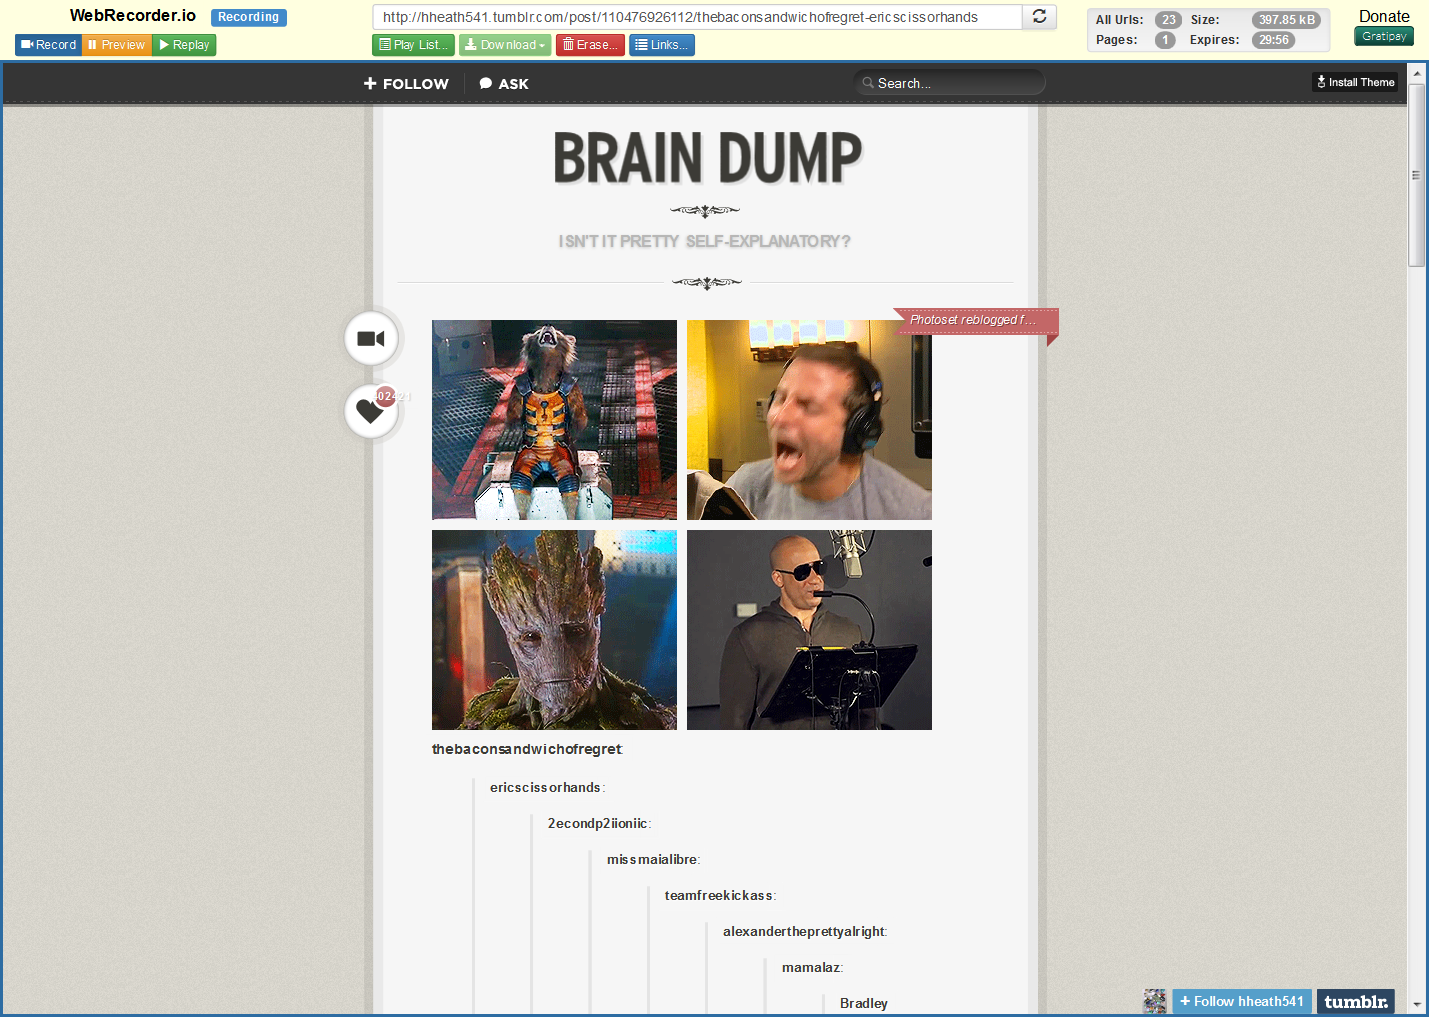 WebRecorder.io Recording
http://hheath541.tumblr.com/post/110476926112/thebaconsandwichofregret-ericscissorhands
All Urls: 23 Size: 397.85 kB
Pages: 1 Expires: 29:56
Donate
Gratipay
Record Preview Replay
Play List... Download Erase... Links...
FOLLOW ASK
Search...
Install Theme
BRAIN DUMP
ISN'T IT PRETTY SELF-EXPLANATORY?
Photoset reblogged f…
402421
thebaconsandwichofregret:
ericscissorhands:
2econdp2iioniic:
missmaialibre:
teamfreekickass:
alexandertheprettyalright:
mamalaz:
Bradley
+ Follow hheath541
tumblr.